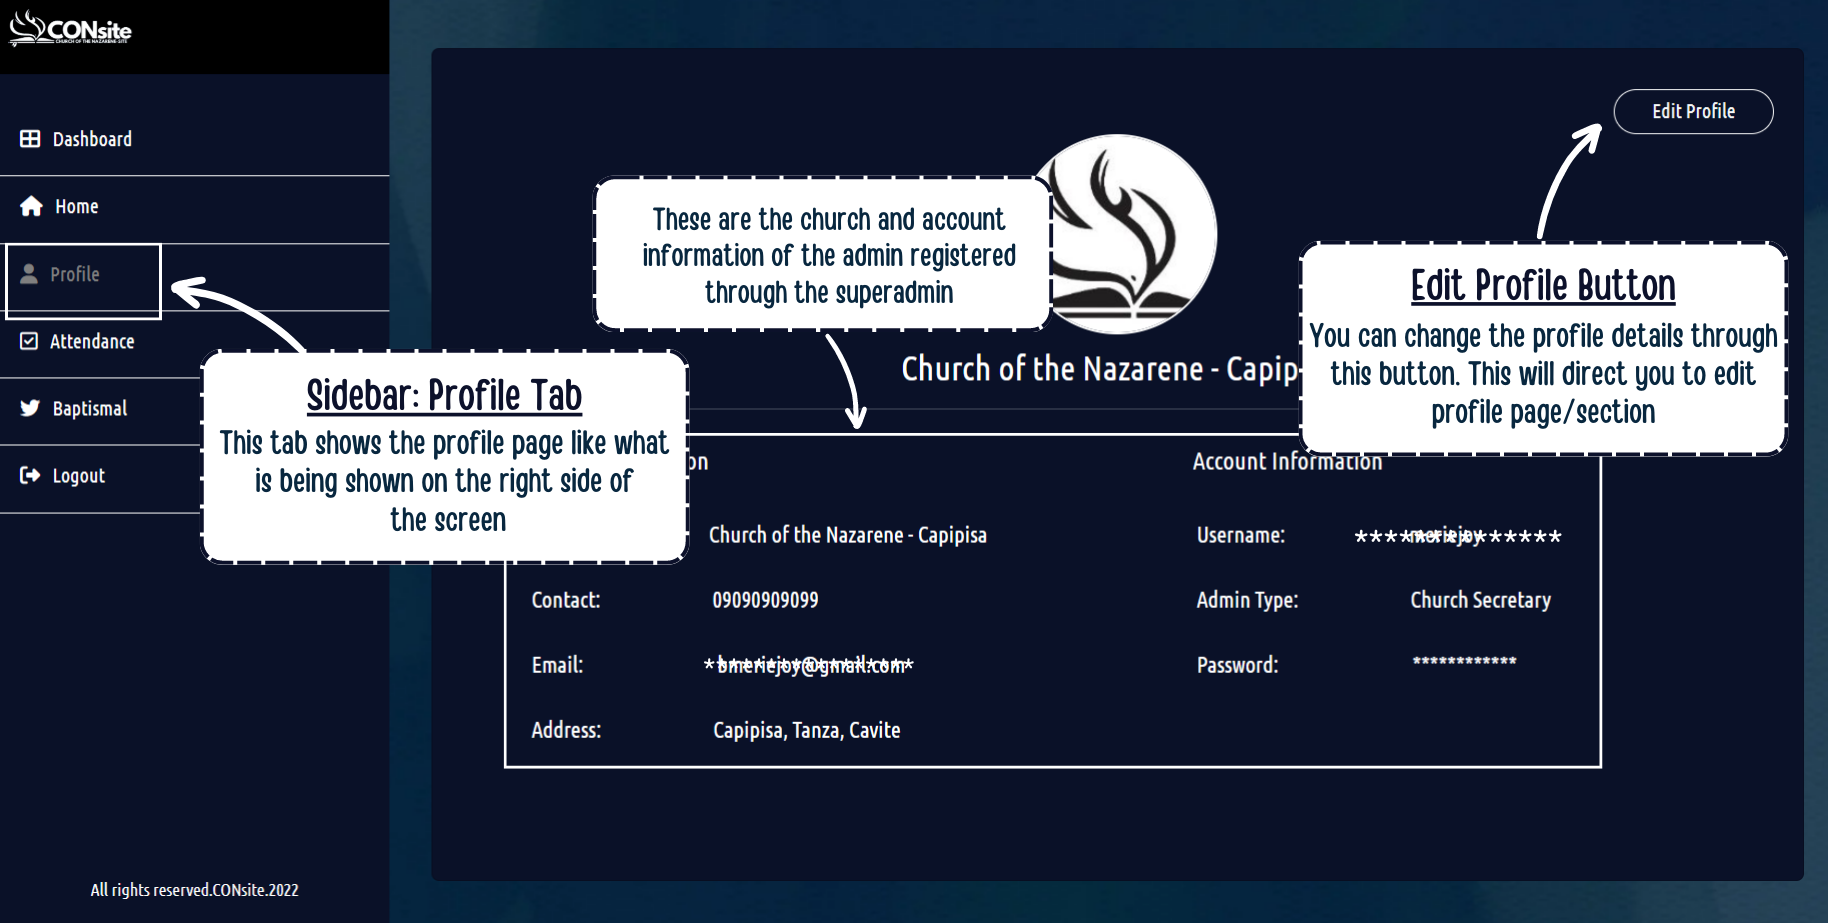 CONsite
CHURCH OF THE NAZARENE-SITE
Dashboard
Home
Profile
Attendance
Baptismal
Logout
All rights reserved.CONsite.2022
Sidebar: Profile Tab
This tab shows the profile page like what
is being shown on the right side of
the screen
These are the church and account
information of the admin registered
through the superadmin
Edit Profile
Edit Profile Button
You can change the profile details through
this button. This will direct you to edit
profile page/section
Church of the Nazarene - Capip
on
Church of the Nazarene - Capipisa
Contact: 09090909099
Email: @gmail.com
Address: Capipisa, Tanza, Cavite
Account Information
Username: ****************
Admin Type: Church Secretary
Password: ************